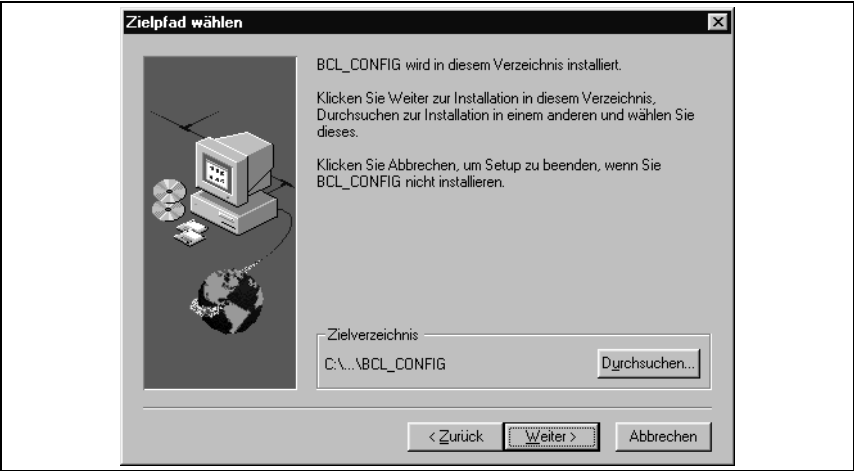 Zielpfad wählen
BCL_CONFIG wird in diesem Verzeichnis installiert.
Klicken Sie Weiter zur Installation in diesem Verzeichnis,
Durchsuchen zur Installation in einem anderen und wählen Sie
dieses.
Klicken Sie Abbrechen, um Setup zu beenden, wenn Sie
BCL_CONFIG nicht installieren.
Zielverzeichnis
C:\...\BCL_CONFIG
Durchsuchen...
< Zurück
Weiter >
Abbrechen